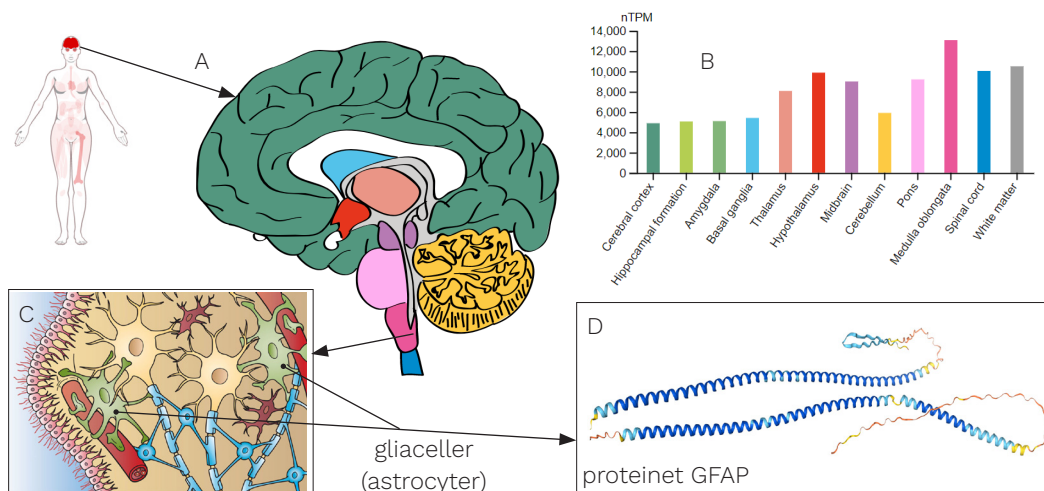 A
nTPM
B
14,000
12,000
10,000
8,000
6,000
4,000
2,000
0
Cerebral cortex
Hippocampal formation
Amygdala
Basal ganglia
Thalamus
Hypothalamus
Midbrain
Cerebellum
Pons
Medulla oblongata
Spinal cord
White matter
C
gliaceller
(astrocyter)
D
proteinet GFAP